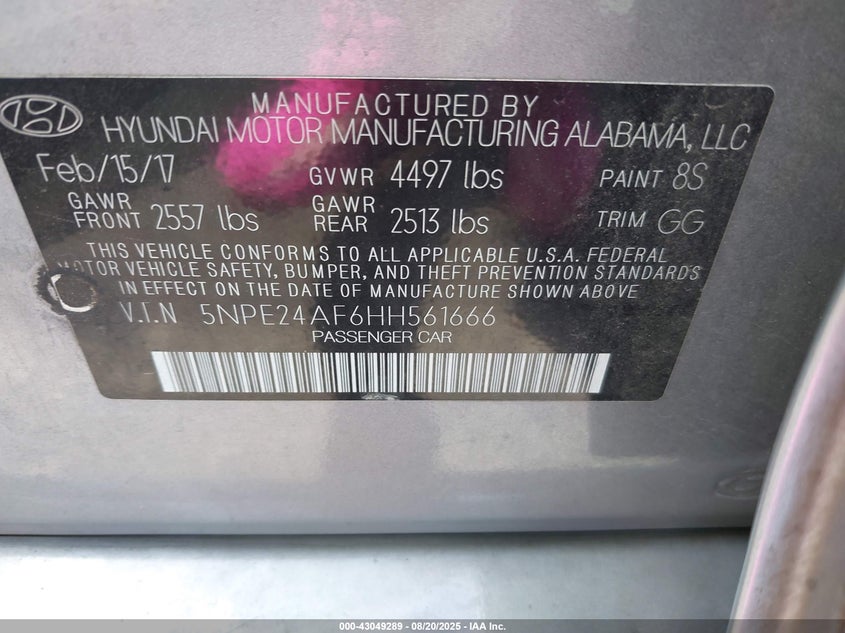 MANUFACTURED BY
HYUNDAI MOTOR MANUFACTURING ALABAMA, LLC
Feb/15/17 GVWR 4497 lbs PAINT 8S
GAWR FRONT 2557 lbs GAWR REAR 2513 lbs TRIM GG
THIS VEHICLE CONFORMS TO ALL APPLICABLE U.S.A. FEDERAL
MOTOR VEHICLE SAFETY, BUMPER, AND THEFT PREVENTION STANDARDS
IN EFFECT ON THE DATE OF MANUFACTURE SHOWN ABOVE
V.I.N 5NPE24AF6HH561666
PASSENGER CAR
000-43049289 - 08/20/2025 - IAA Inc.